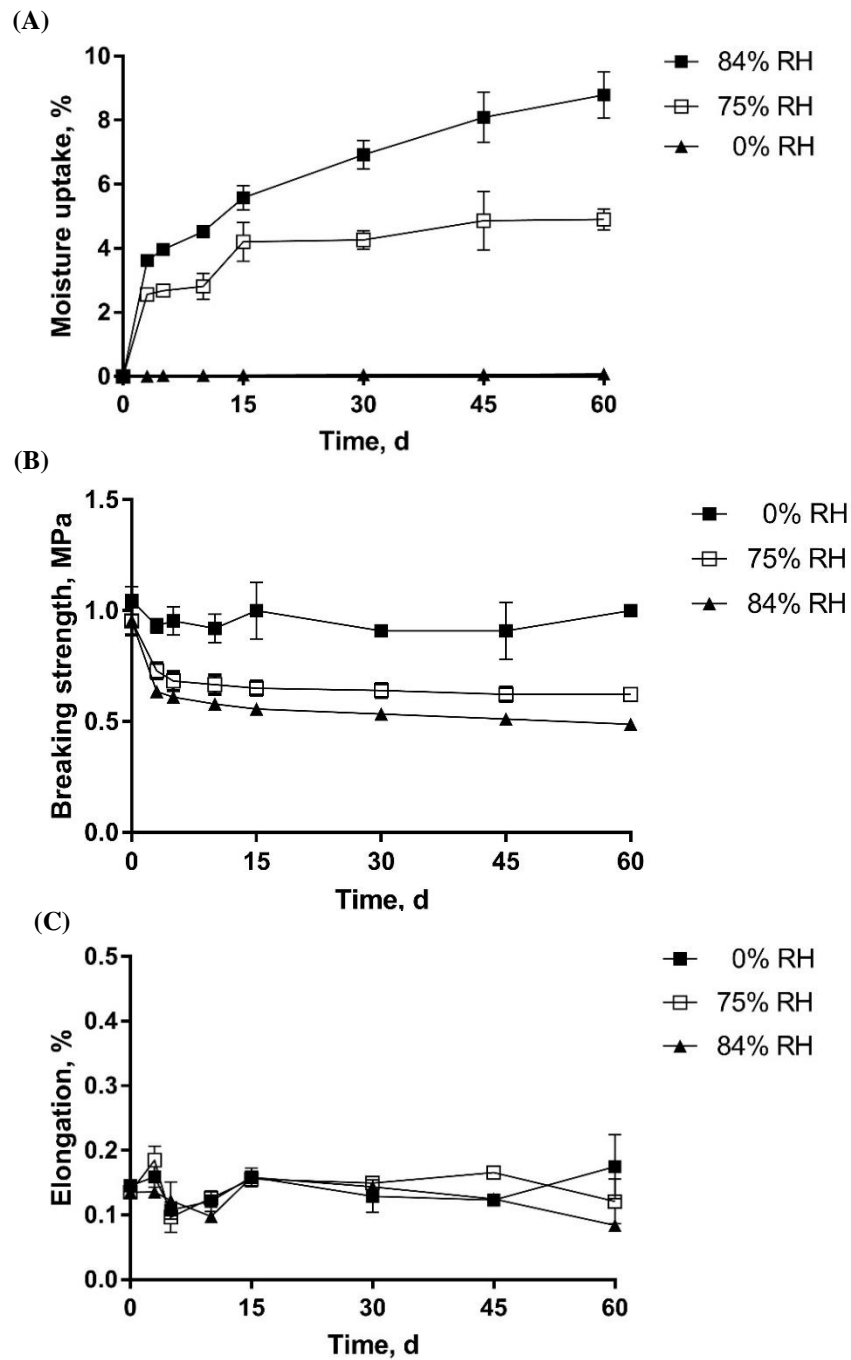 (A)
Moisture uptake, %
10
8
6
4
2
0
0 15 30 45 60
Time, d
84% RH
75% RH
0% RH
(B)
Breaking strength, MPa
1.5
1.0
0.5
0.0
0 15 30 45 60
Time, d
0% RH
75% RH
84% RH
(C)
Elongation, %
0.5
0.4
0.3
0.2
0.1
0.0
0 15 30 45 60
Time, d
0% RH
75% RH
84% RH